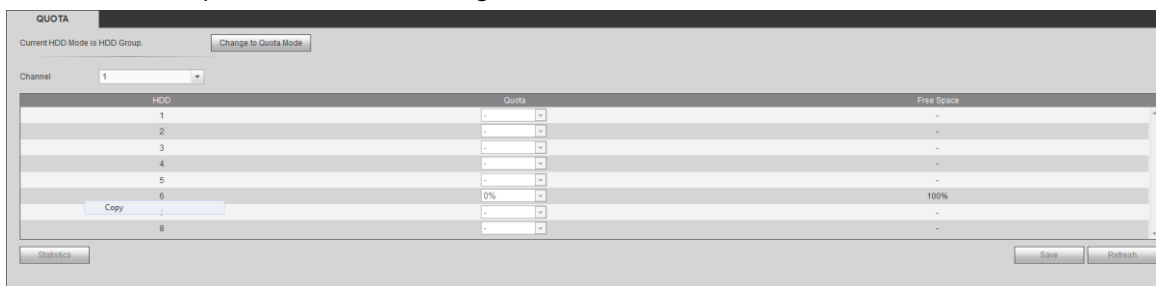 QUOTA
Current HDD Mode is HDD Group. Change to Quota Mode
Channel 1
HDD Quota Free Space
1 - -
2 - -
3 - -
4 - -
5 - -
6 0% 100%
Copy - -
8 - -
Statistics Save Refresh